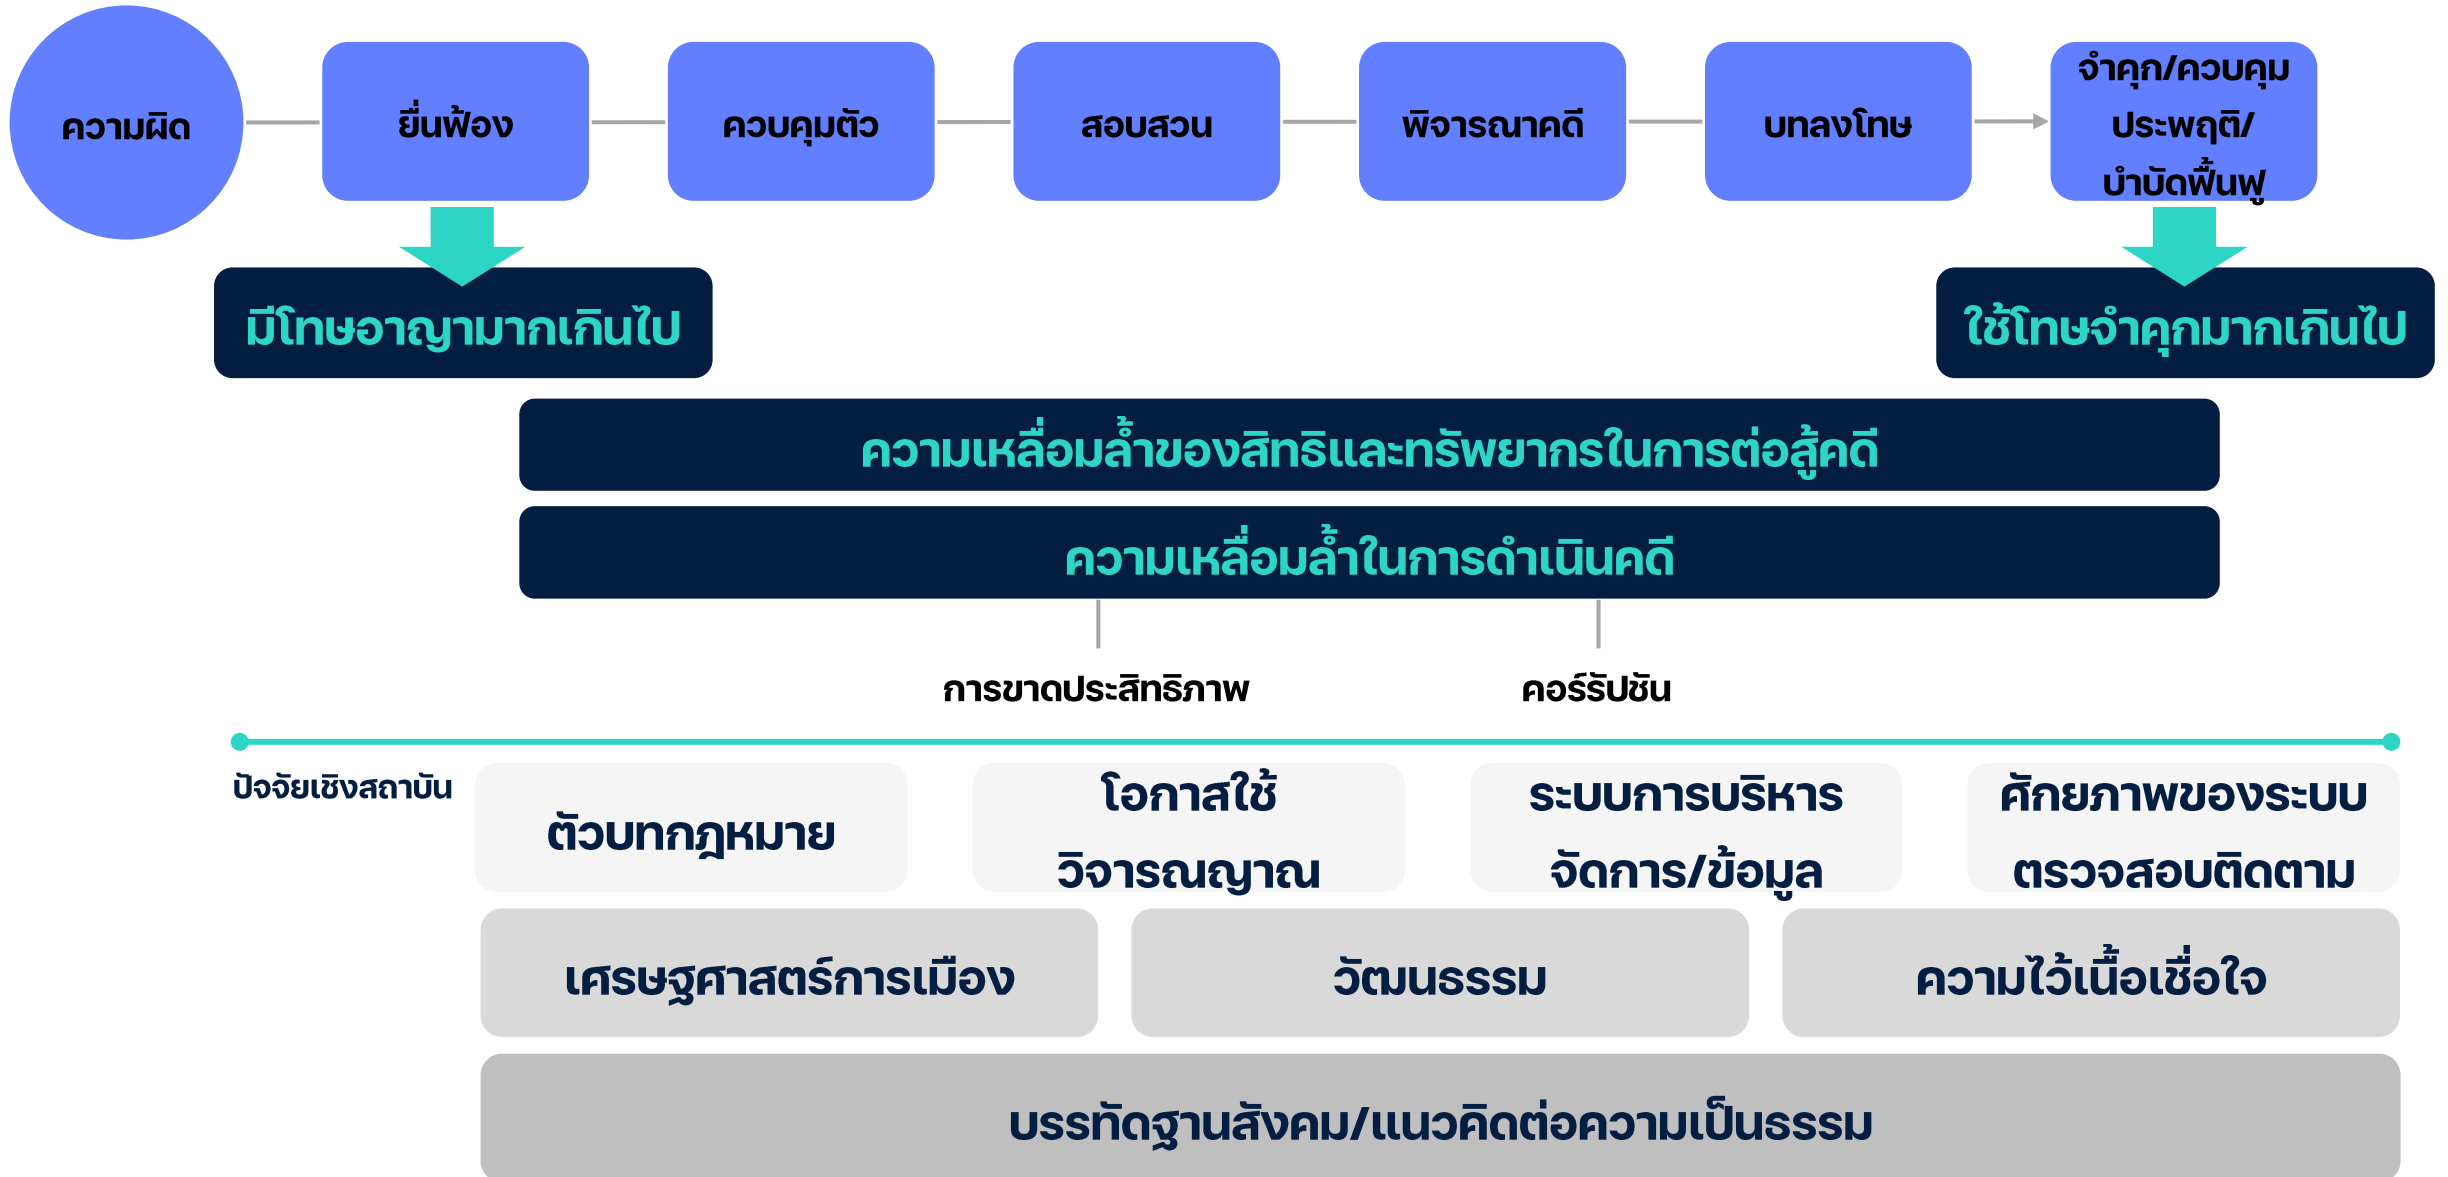 ความผิด
ยื่นฟ้อง
ควบคุมตัว
สอบสวน
พิจารณาคดี
บทลงโทษ
จำคุก/ควบคุม
ประพฤติ/
บำบัดฟื้นฟู
มีโทษอาญามากเกินไป
ใช้โทษจำคุกมากเกินไป
ความเหลื่อมล้ำของสิทธิและทรัพยากรในการต่อสู้คดี
ความเหลื่อมล้ำในการดำเนินคดี
การขาดประสิทธิภาพ
คอร์รัปชัน
ปัจจัยเชิงสถาบัน
ตัวบทกฎหมาย
โอกาสใช้
วิจารณญาณ
ระบบการบริหาร
จัดการ/ข้อมูล
ศักยภาพของระบบ
ตรวจสอบติดตาม
เศรษฐศาสตร์การเมือง
วัฒนธรรม
ความไว้เนื้อเชื่อใจ
บรรทัดฐานสังคม/แนวคิดต่อความเป็นธรรม